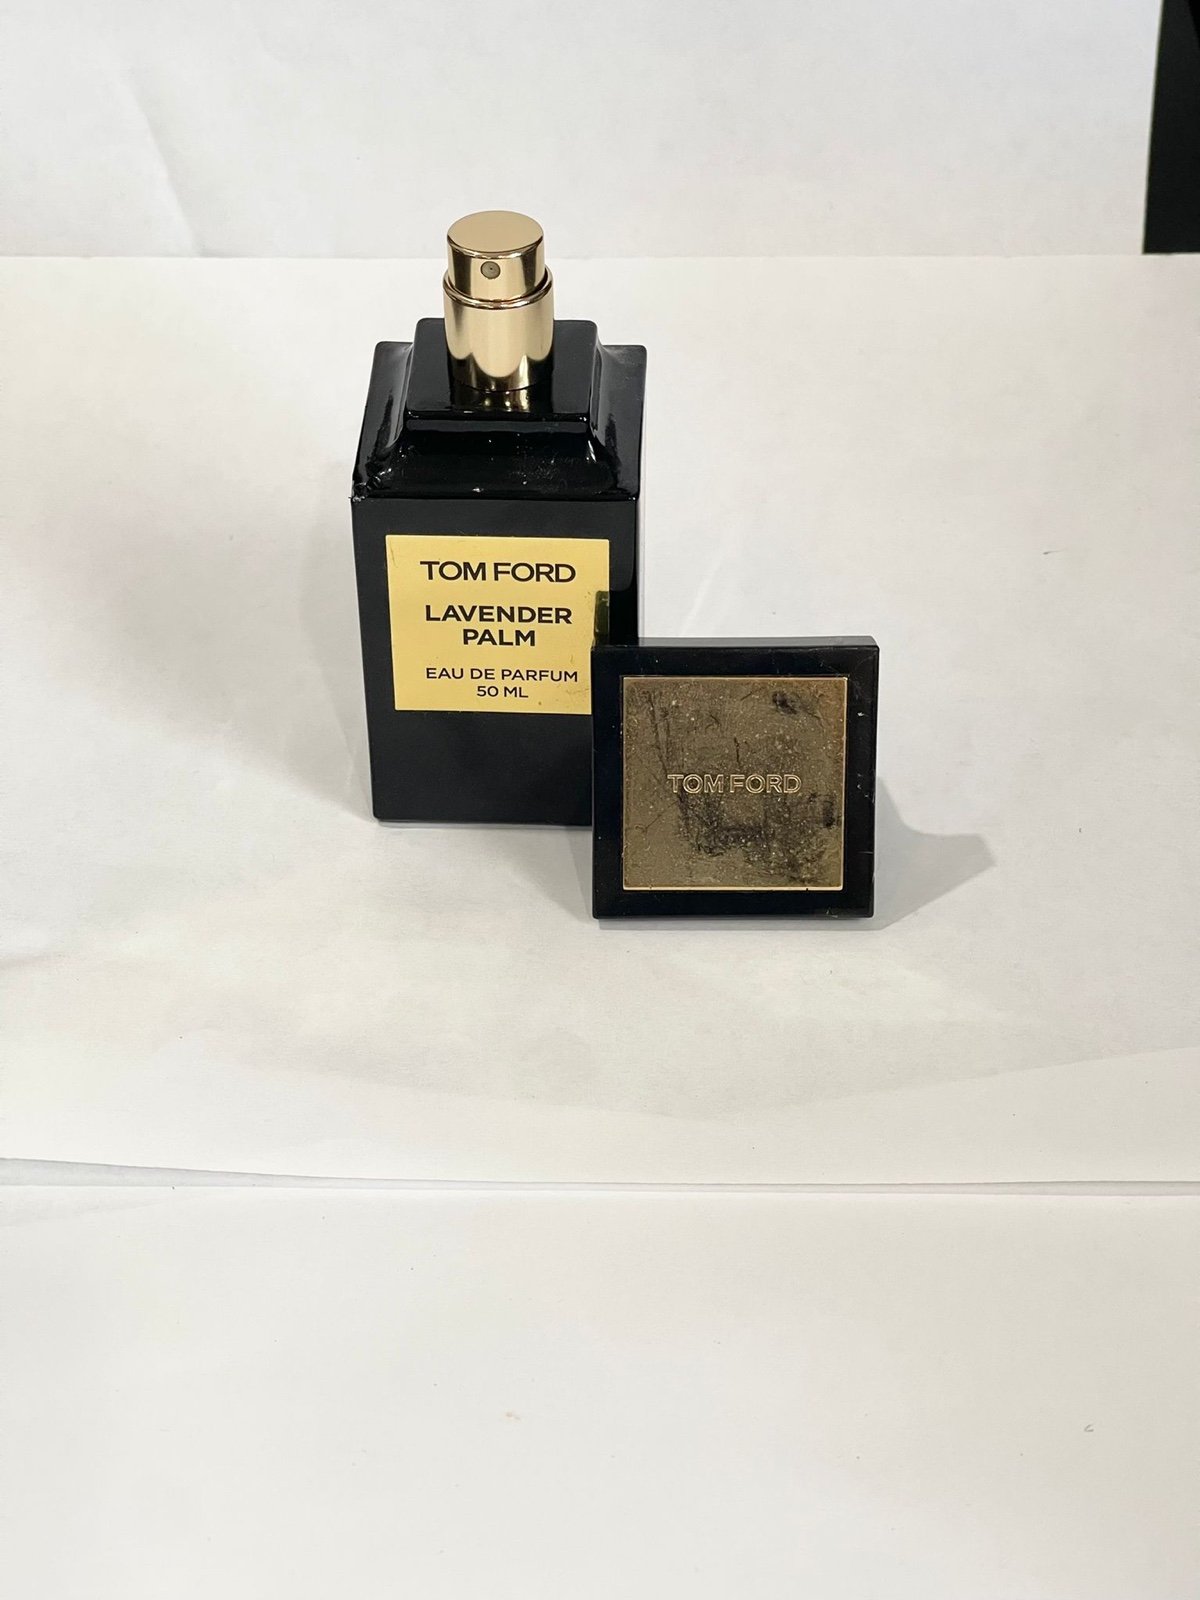 TOM FORD
LAVENDER
PALM
EAU DE PARFUM
50 ML
TOM FORD